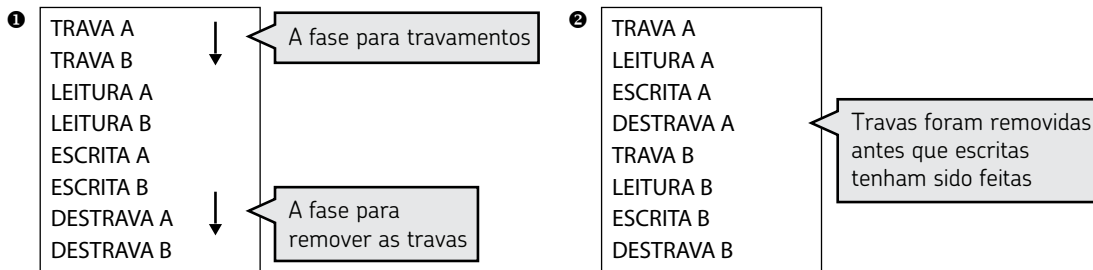 ❶
TRAVA A
TRAVA B
LEITURA A
LEITURA B
ESCRITA A
ESCRITA B
DESTRAVA A
DESTRAVA B
A fase para travamentos
A fase para
remover as travas
❷
TRAVA A
LEITURA A
ESCRITA A
DESTRAVA A
TRAVA B
LEITURA B
ESCRITA B
DESTRAVA B
Travas foram removidas
antes que escritas
tenham sido feitas